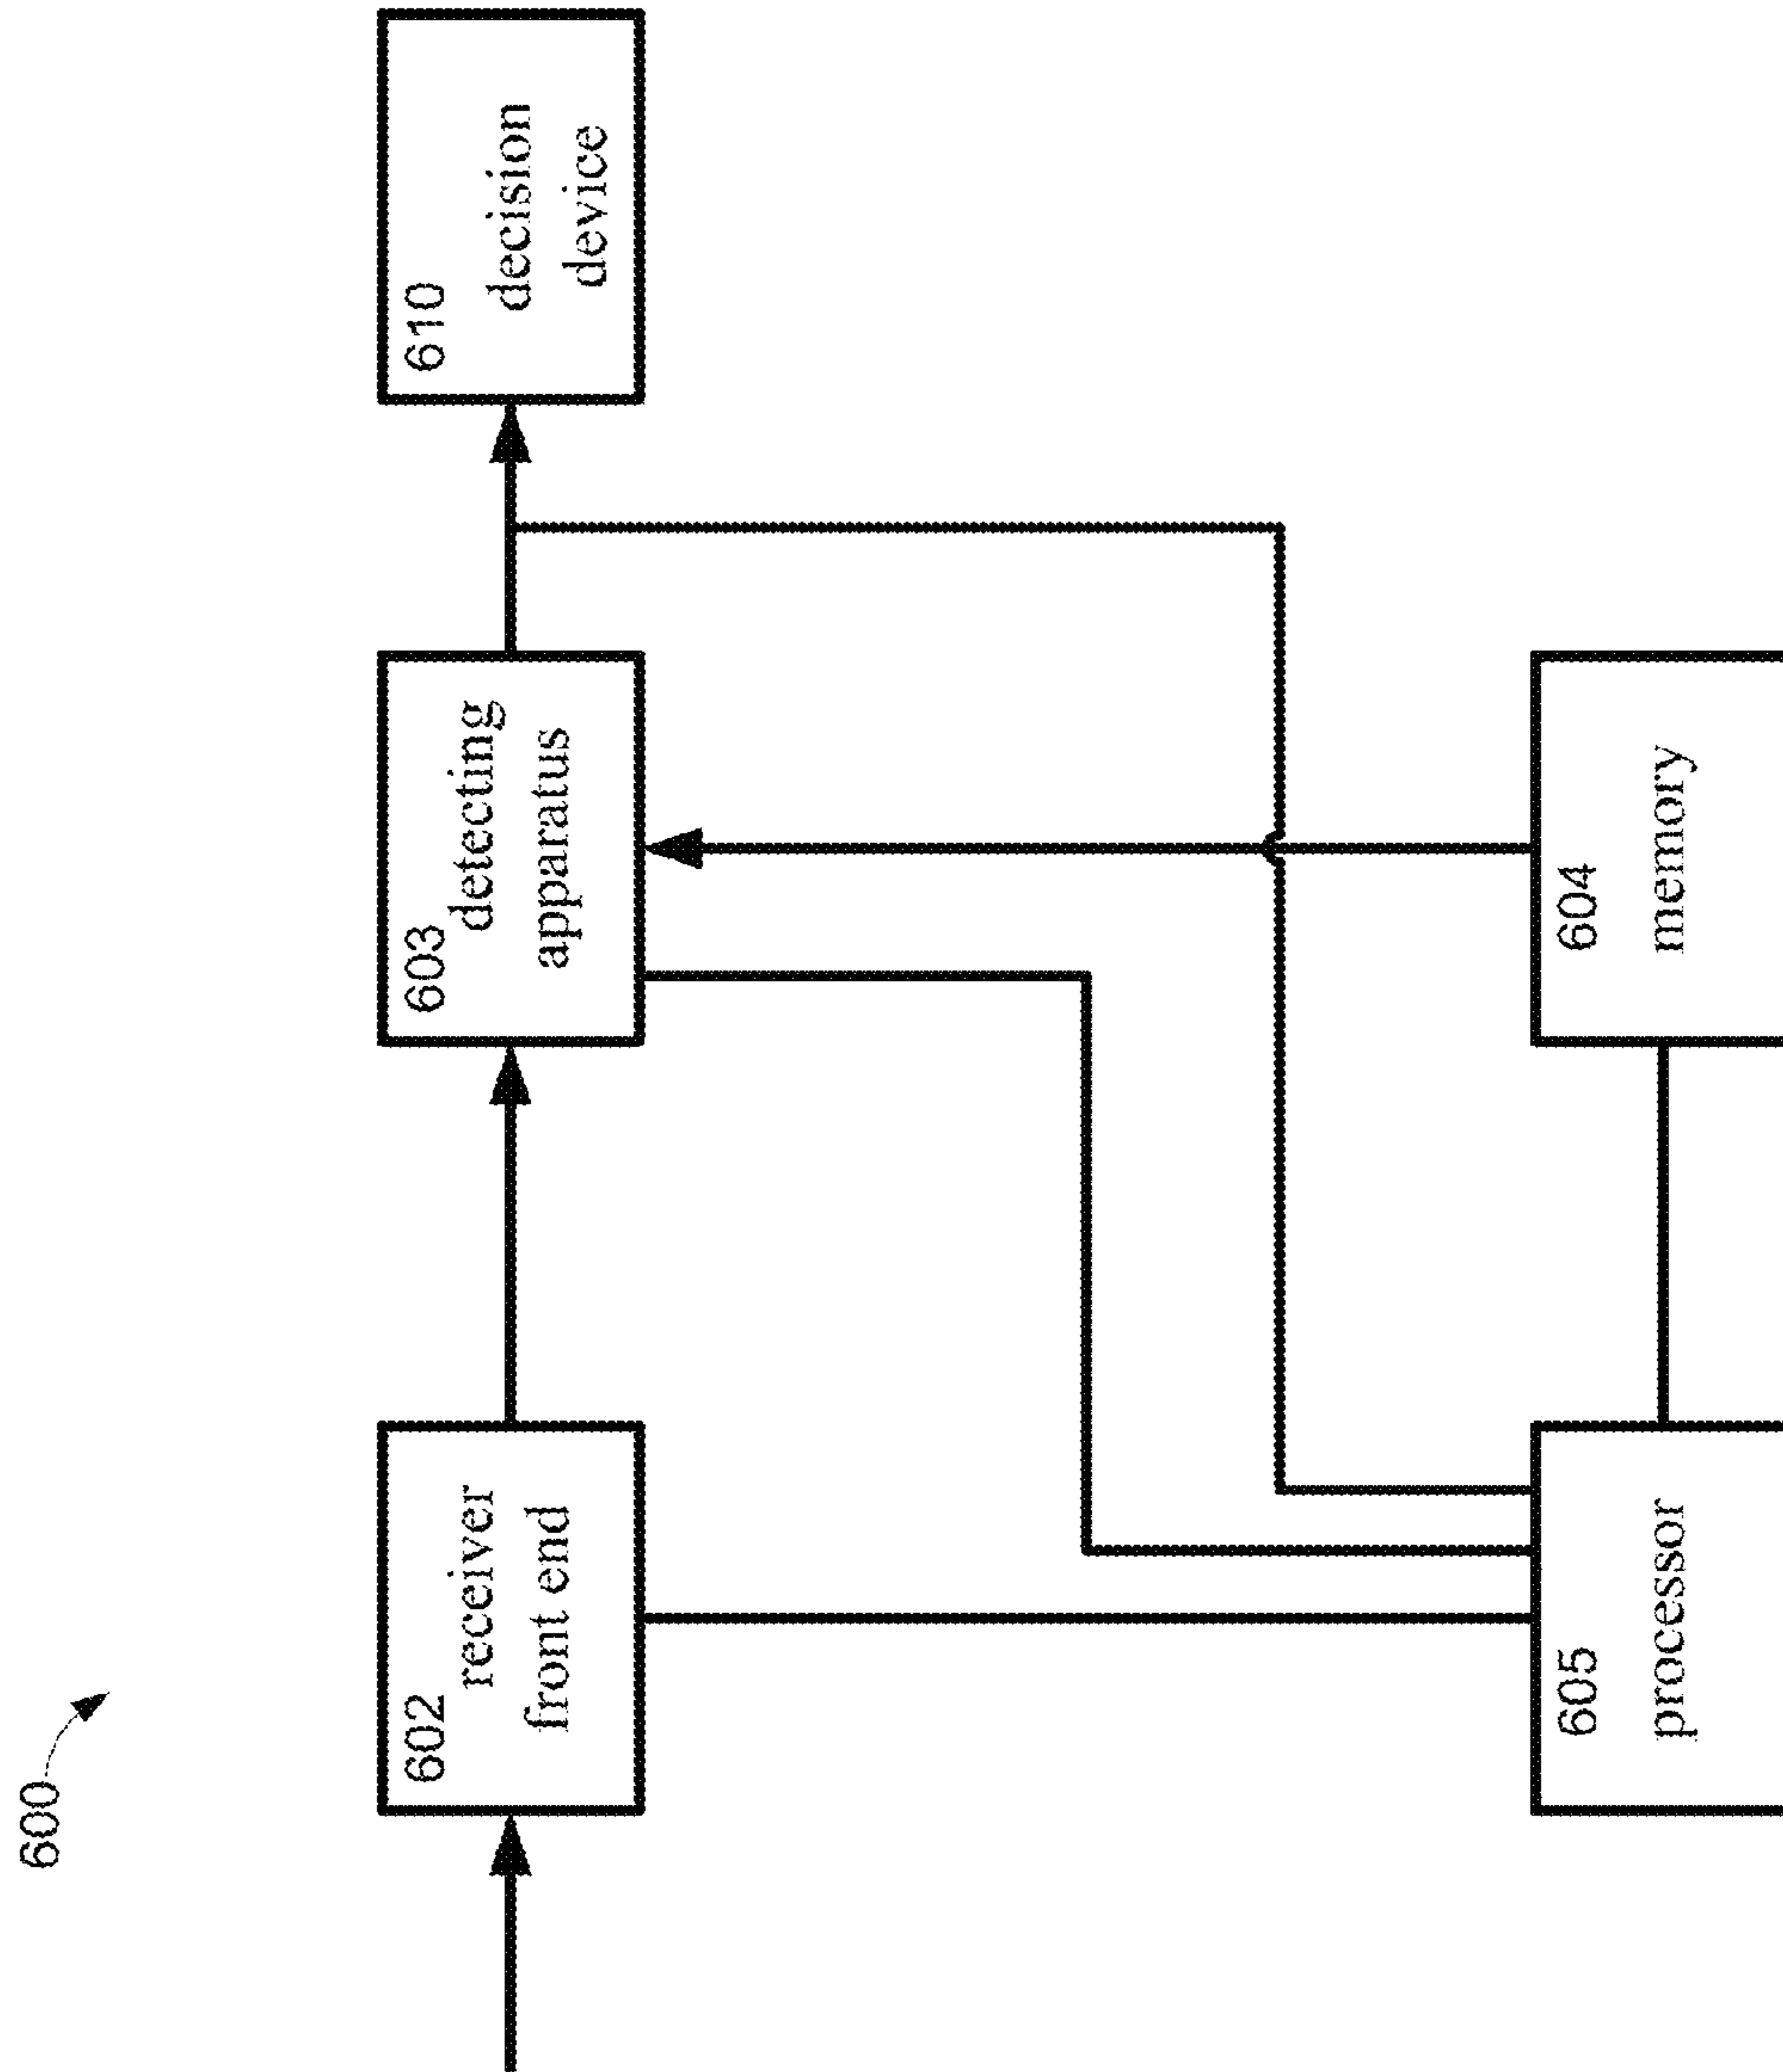 600
602
receiver
front end
603
detecting
apparatus
610
decision
device
605
processor
604
memory